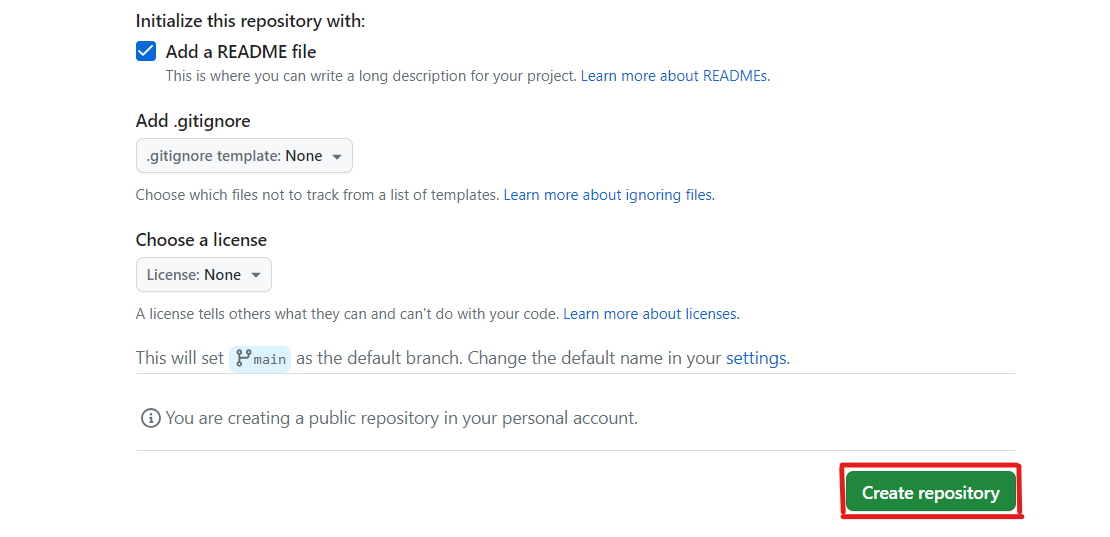 Initialize this repository with:
Add a README file
This is where you can write a long description for your project. Learn more about READMEs.
Add .gitignore
.gitignore template: None
Choose which files not to track from a list of templates. Learn more about ignoring files.
Choose a license
License: None
A license tells others what they can and can't do with your code. Learn more about licenses.
This will set main as the default branch. Change the default name in your settings.
You are creating a public repository in your personal account.
Create repository